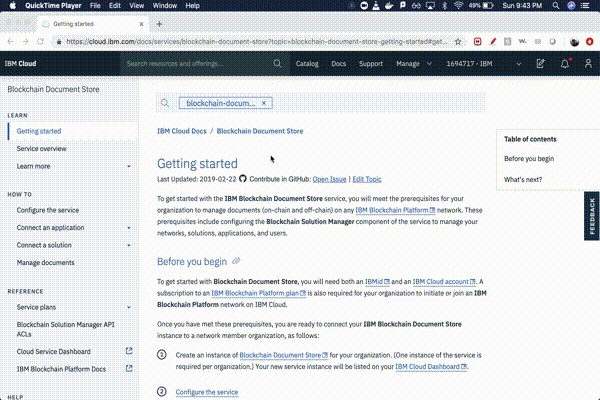 QuickTime Player File Edit View Window Help 49% Sun 9:43 PM
Getting started
https://cloud.ibm.com/docs/services/blockchain-document-store?topic=blockchain-document-store-getting-started#get...
IBM Cloud Search resources and offerings... Catalog Docs Support Manage 1694717 - IBM
Blockchain Document Store
LEARN
Getting started
Service overview
Learn more
HOW TO
Configure the service
Connect an application
Connect a solution
Manage documents
REFERENCE
Service plans
Blockchain Solution Manager API
ACLs
Cloud Service Dashboard
IBM Blockchain Platform Docs
HELP
blockchain-docum... ×
IBM Cloud Docs / Blockchain Document Store
Getting started
Last Updated: 2019-02-22 Contribute in GitHub: Open Issue | Edit Topic
To get started with the IBM Blockchain Document Store service, you will meet the prerequisites for your
organization to manage documents (on-chain and off-chain) on any IBM Blockchain Platform network. These
prerequisites include configuring the Blockchain Solution Manager component of the service to manage your
networks, solutions, applications, and users.
Before you begin
To get started with Blockchain Document Store, you will need both an IBMid and an IBM Cloud account. A
subscription to an IBM Blockchain Platform plan is also required for your organization to initiate or join an IBM
Blockchain Platform network on IBM Cloud.
Once you have met these prerequisites, you are ready to connect your IBM Blockchain Document Store
instance to a network member organization, as follows:
1 Create an instance of Blockchain Document Store for your organization. (One instance of the service is
required per organization.) Your new service instance will be listed on your IBM Cloud Dashboard.
2 Configure the service
Table of contents
Before you begin
What's next?
FEEDBACK